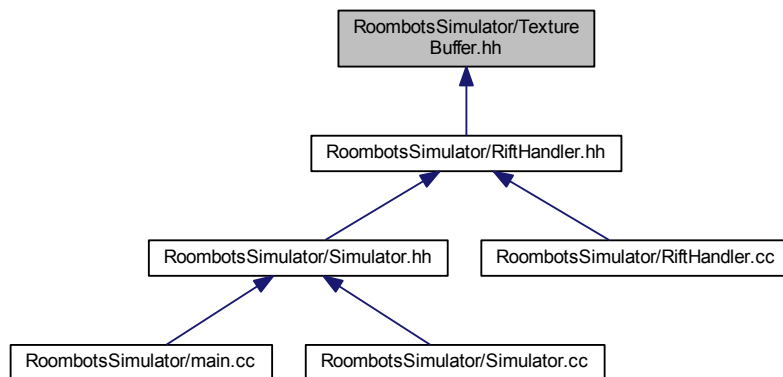 RoombotsSimulator/Texture
Buffer.hh
RoombotsSimulator/RiftHandler.hh
RoombotsSimulator/Simulator.hh
RoombotsSimulator/RiftHandler.cc
RoombotsSimulator/main.cc
RoombotsSimulator/Simulator.cc